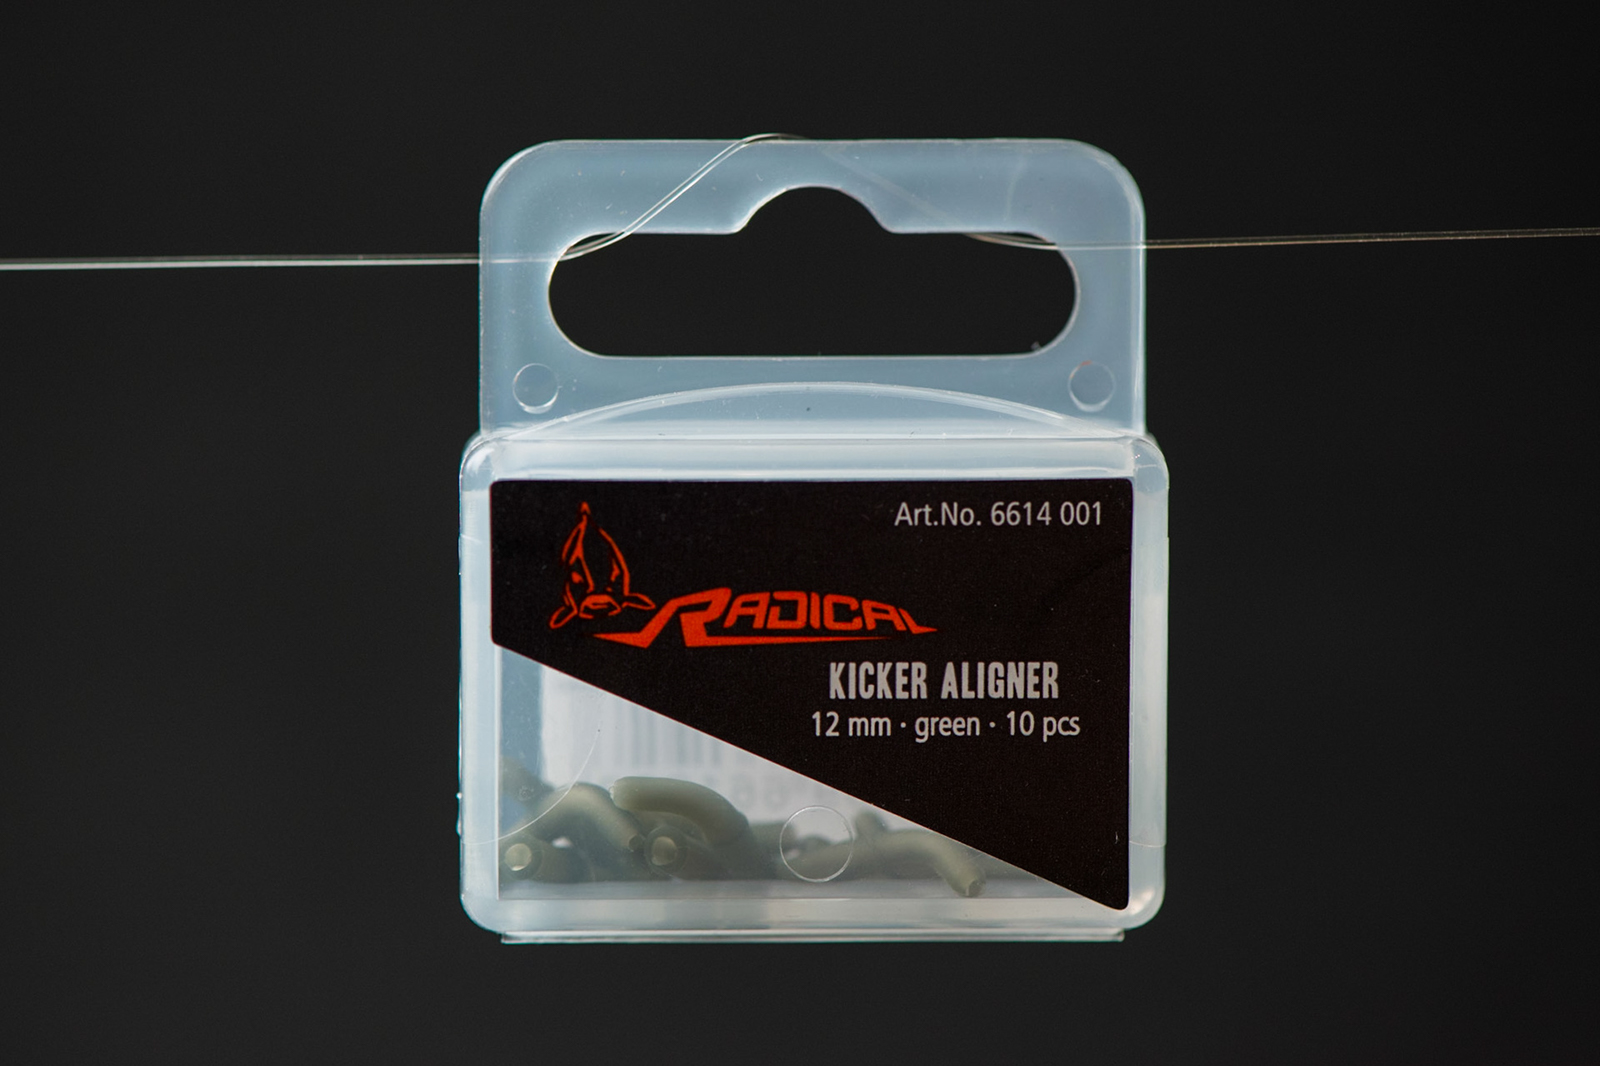 Art.No. 6614 001
RADICAL
KICKER ALIGNER
12 mm · green · 10 pcs